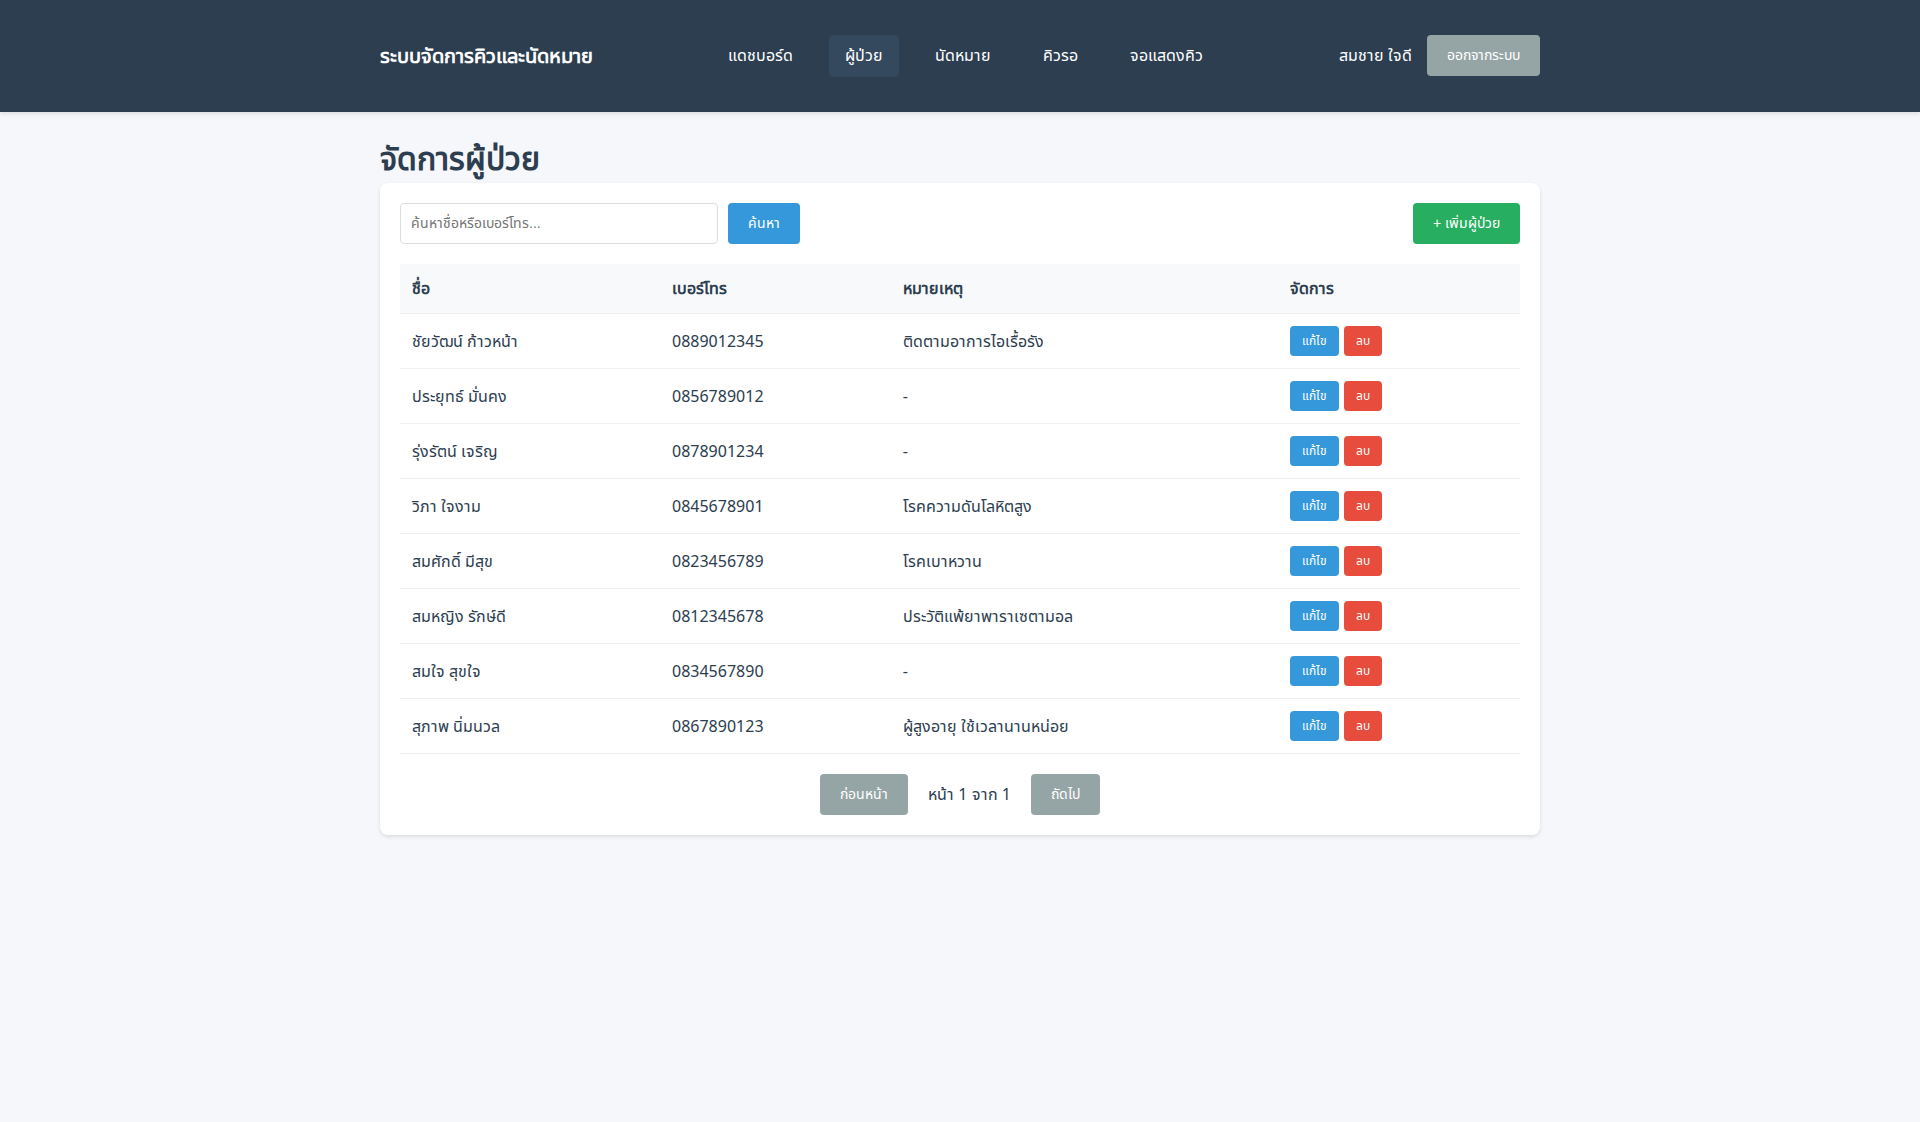 ระบบจัดการคิวและนัดหมาย
แดชบอร์ด
ผู้ป่วย
นัดหมาย
คิวรอ
จอแสดงคิว
สมชาย ใจดี
ออกจากระบบ
จัดการผู้ป่วย
ค้นหาชื่อหรือเบอร์โทร...
ค้นหา
+ เพิ่มผู้ป่วย
ชื่อ เบอร์โทร หมายเหตุ จัดการ
ชัยวัฒน์ ก้าวหน้า 0889012345 ติดตามอาการไอเรื้อรัง แก้ไข ลบ
ประยุทธ์ มั่นคง 0856789012 - แก้ไข ลบ
รุ่งรัตน์ เจริญ 0878901234 - แก้ไข ลบ
วิภา ใจงาม 0845678901 โรคความดันโลหิตสูง แก้ไข ลบ
สมศักดิ์ มีสุข 0823456789 โรคเบาหวาน แก้ไข ลบ
สมหญิง รักษ์ดี 0812345678 ประวัติแพ้ยาพาราเซตามอล แก้ไข ลบ
สมใจ สุขใจ 0834567890 - แก้ไข ลบ
สุภาพ นิ่มนวล 0867890123 ผู้สูงอายุ ใช้เวลานานหน่อย แก้ไข ลบ
ก่อนหน้า หน้า 1 จาก 1 ถัดไป